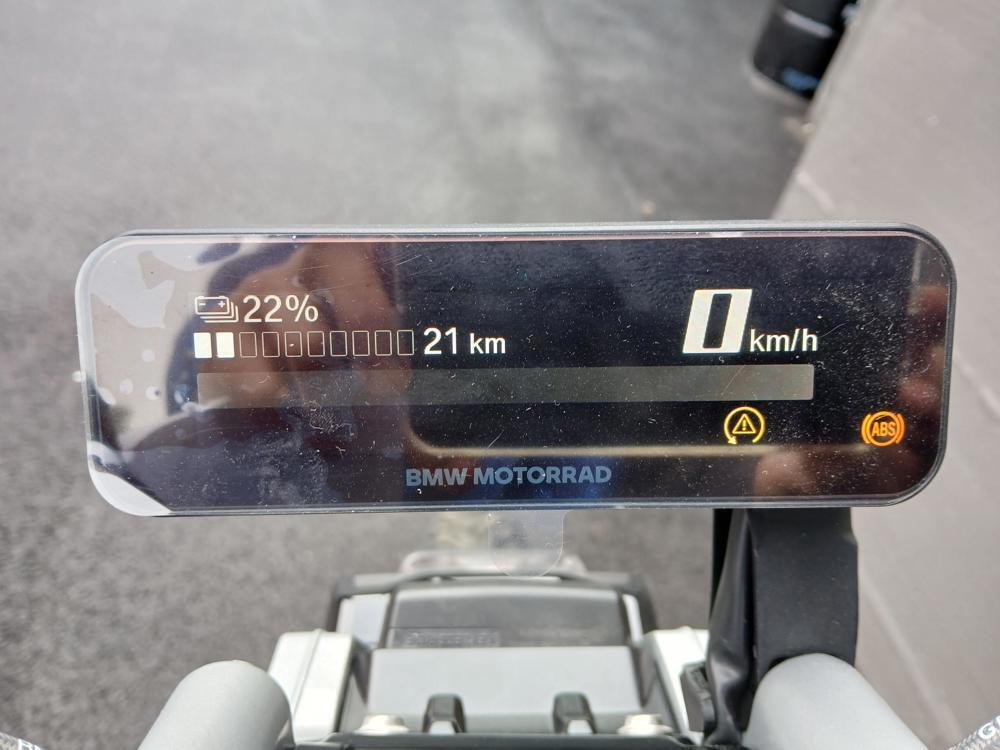 22%
21 km
0 km/h
ABS
BMW MOTORRAD